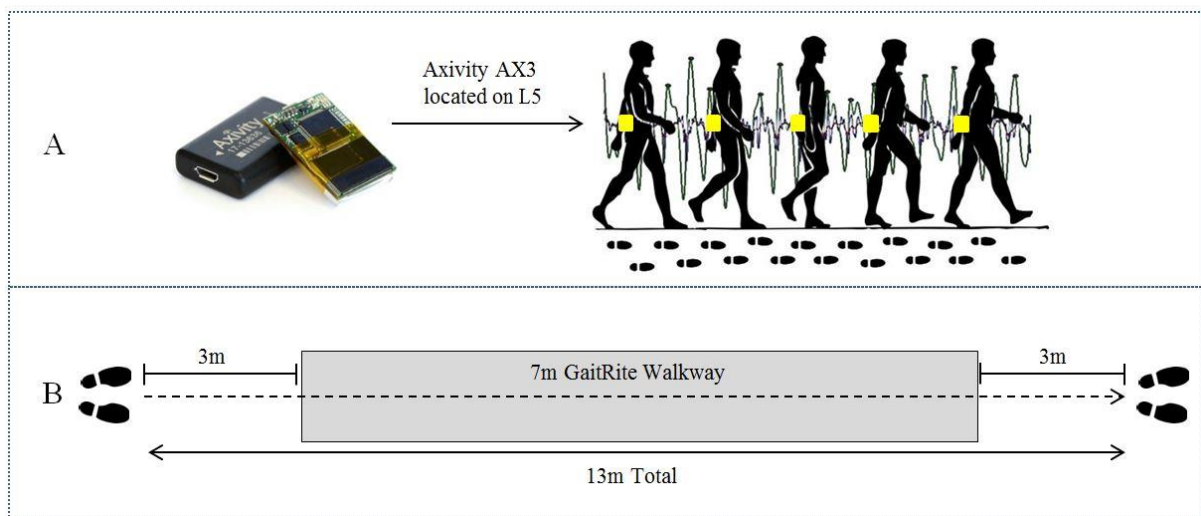 A
Axivity
Axivity AX3
located on L5
B
3m
7m GaitRite Walkway
3m
13m Total